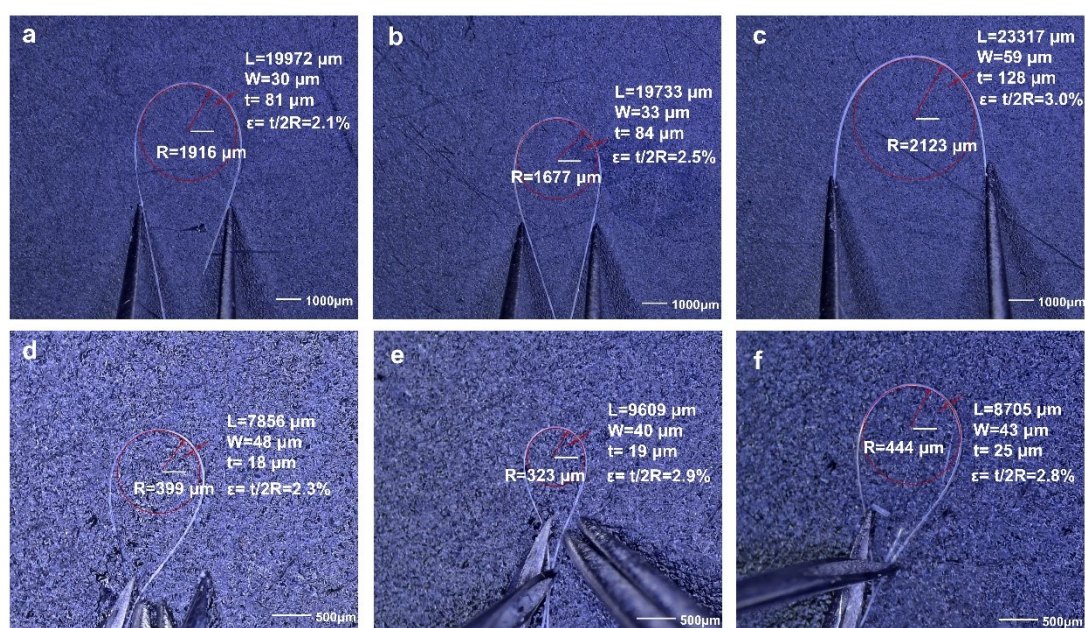 a
L=19972 μm
W=30 μm
t= 81 μm
ε= t/2R=2.1%
R=1916 μm
1000μm
b
L=19733 μm
W=33 μm
t= 84 μm
ε= t/2R=2.5%
R=1677 μm
1000μm
c
L=23317 μm
W=59 μm
t= 128 μm
ε= t/2R=3.0%
R=2123 μm
1000μm
d
L=7856 μm
W=48 μm
t= 18 μm
ε= t/2R=2.3%
R=399 μm
500μm
e
L=9609 μm
W=40 μm
t= 19 μm
ε= t/2R=2.9%
R=323 μm
500μm
f
L=8705 μm
W=43 μm
t= 25 μm
ε= t/2R=2.8%
R=444 μm
500μm